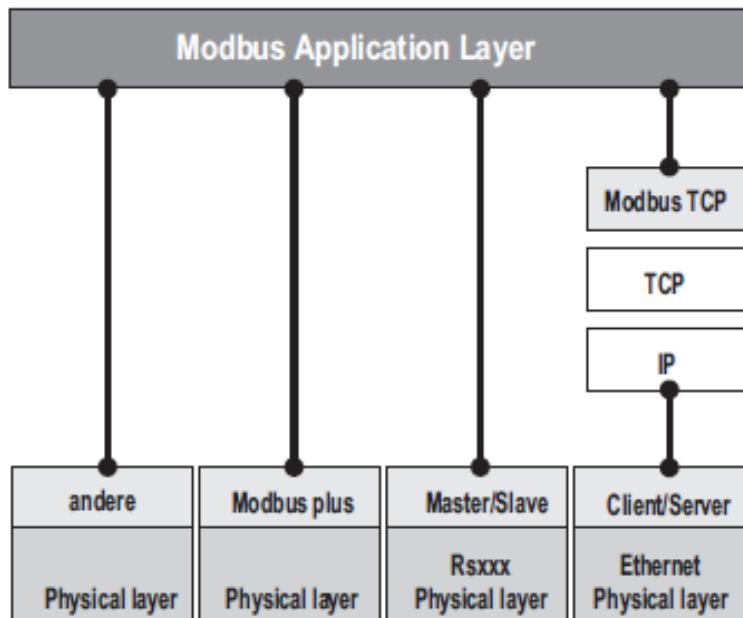 Modbus Application Layer
Modbus TCP
TCP
IP
andere
Modbus plus
Master/Slave
Client/Server
Physical layer
Physical layer
Rsxxx
Physical layer
Ethernet
Physical layer